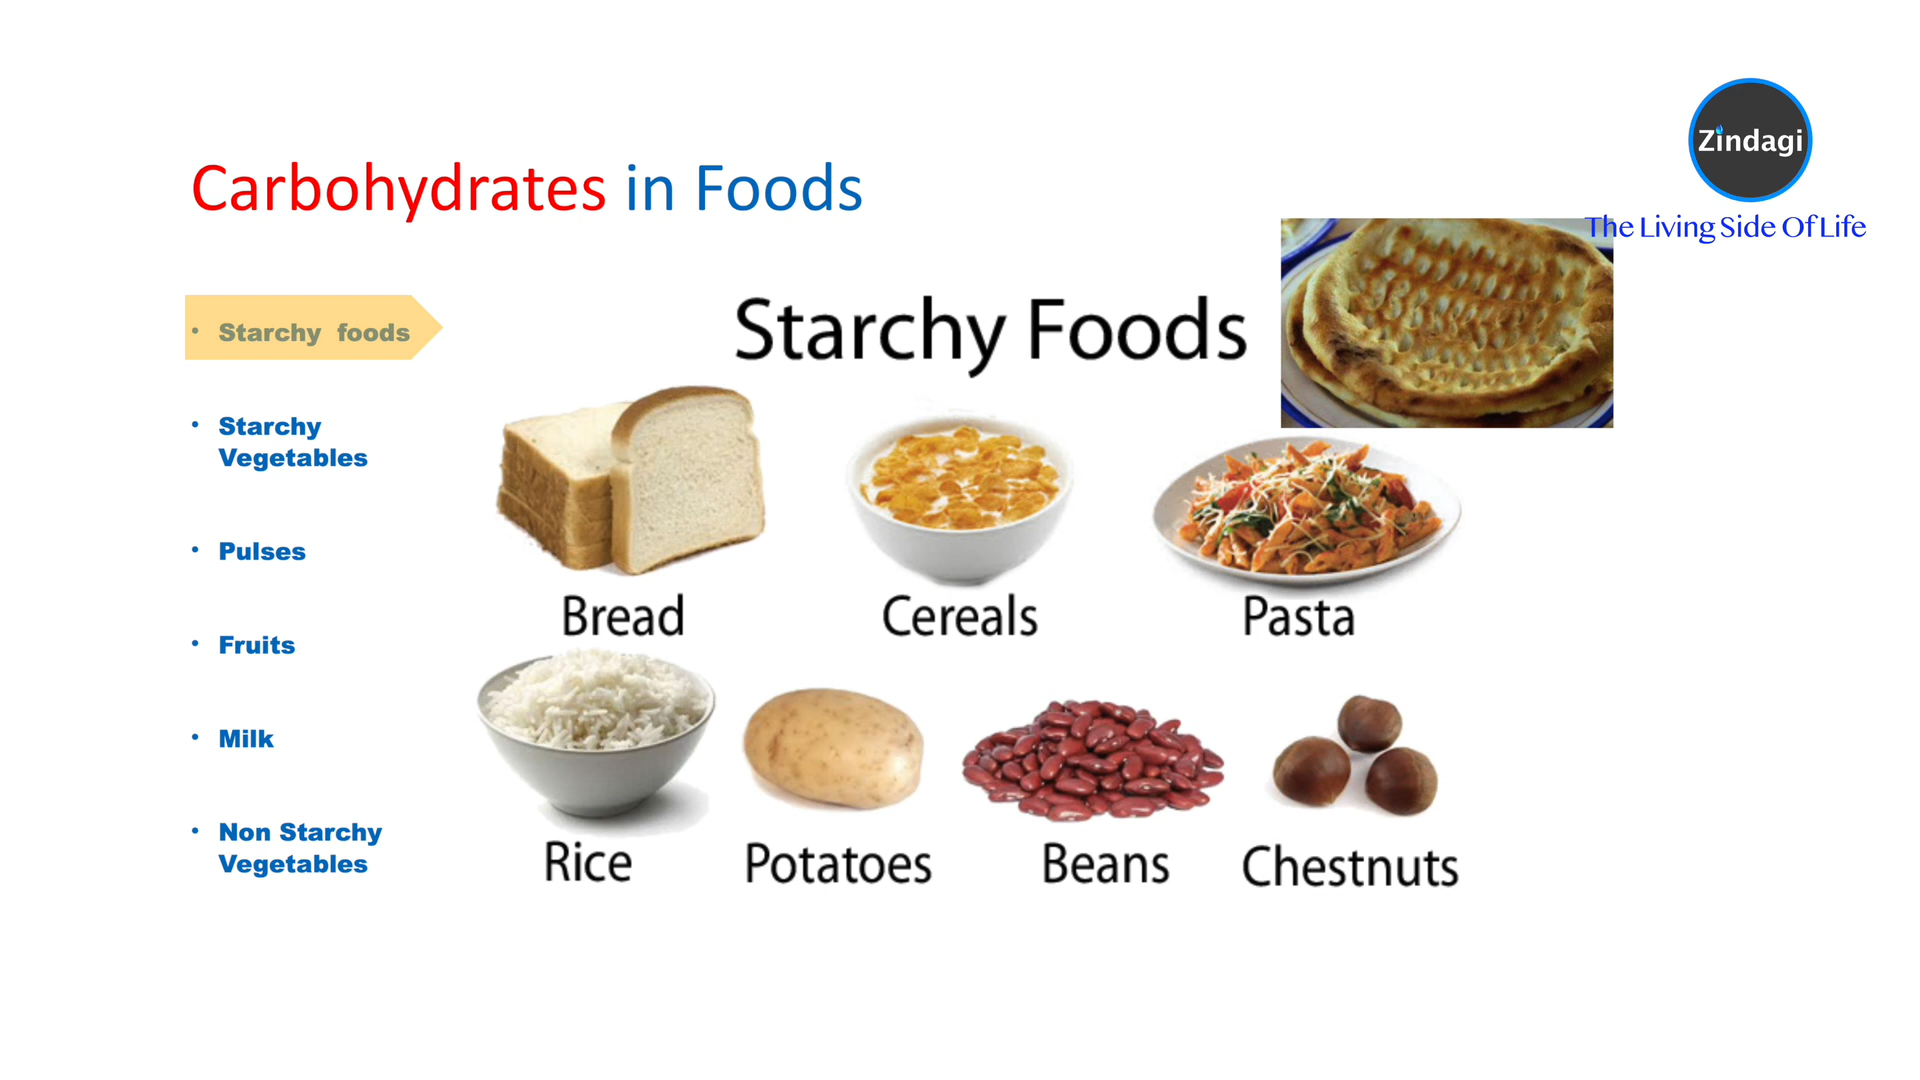 Zindagi
The Living Side Of Life
Carbohydrates in Foods
• Starchy foods
• Starchy
Vegetables
• Pulses
• Fruits
• Milk
• Non Starchy
Vegetables
Starchy Foods
Bread
Cereals
Pasta
Rice
Potatoes
Beans
Chestnuts